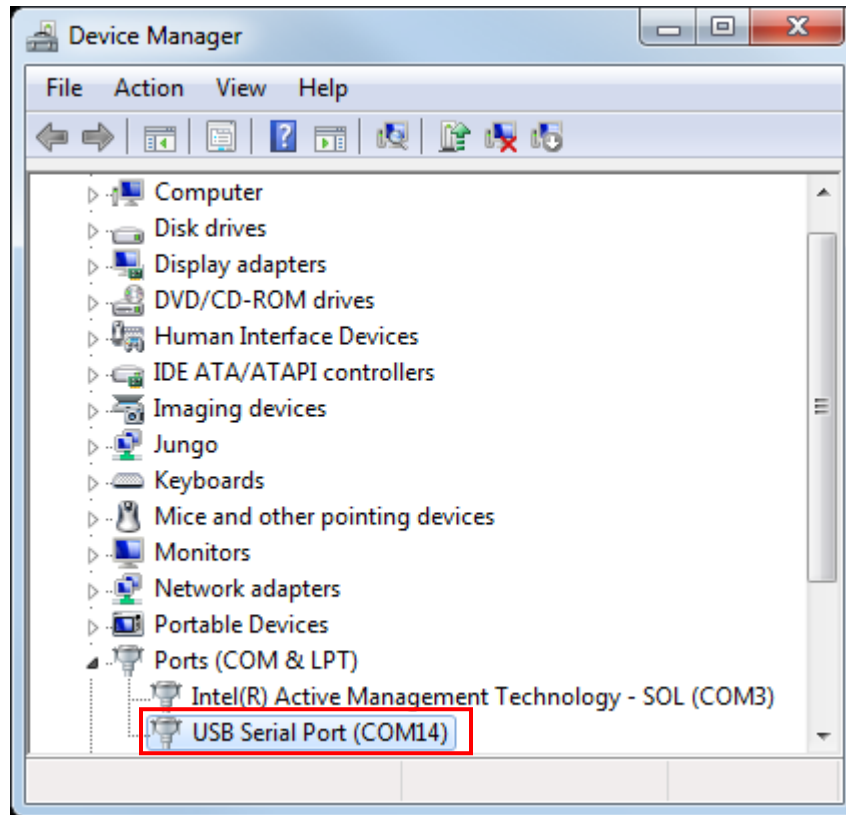 Device Manager
File Action View Help
Computer
Disk drives
Display adapters
DVD/CD-ROM drives
Human Interface Devices
IDE ATA/ATAPI controllers
Imaging devices
Jungo
Keyboards
Mice and other pointing devices
Monitors
Network adapters
Portable Devices
Ports (COM & LPT)
Intel(R) Active Management Technology - SOL (COM3)
USB Serial Port (COM14)